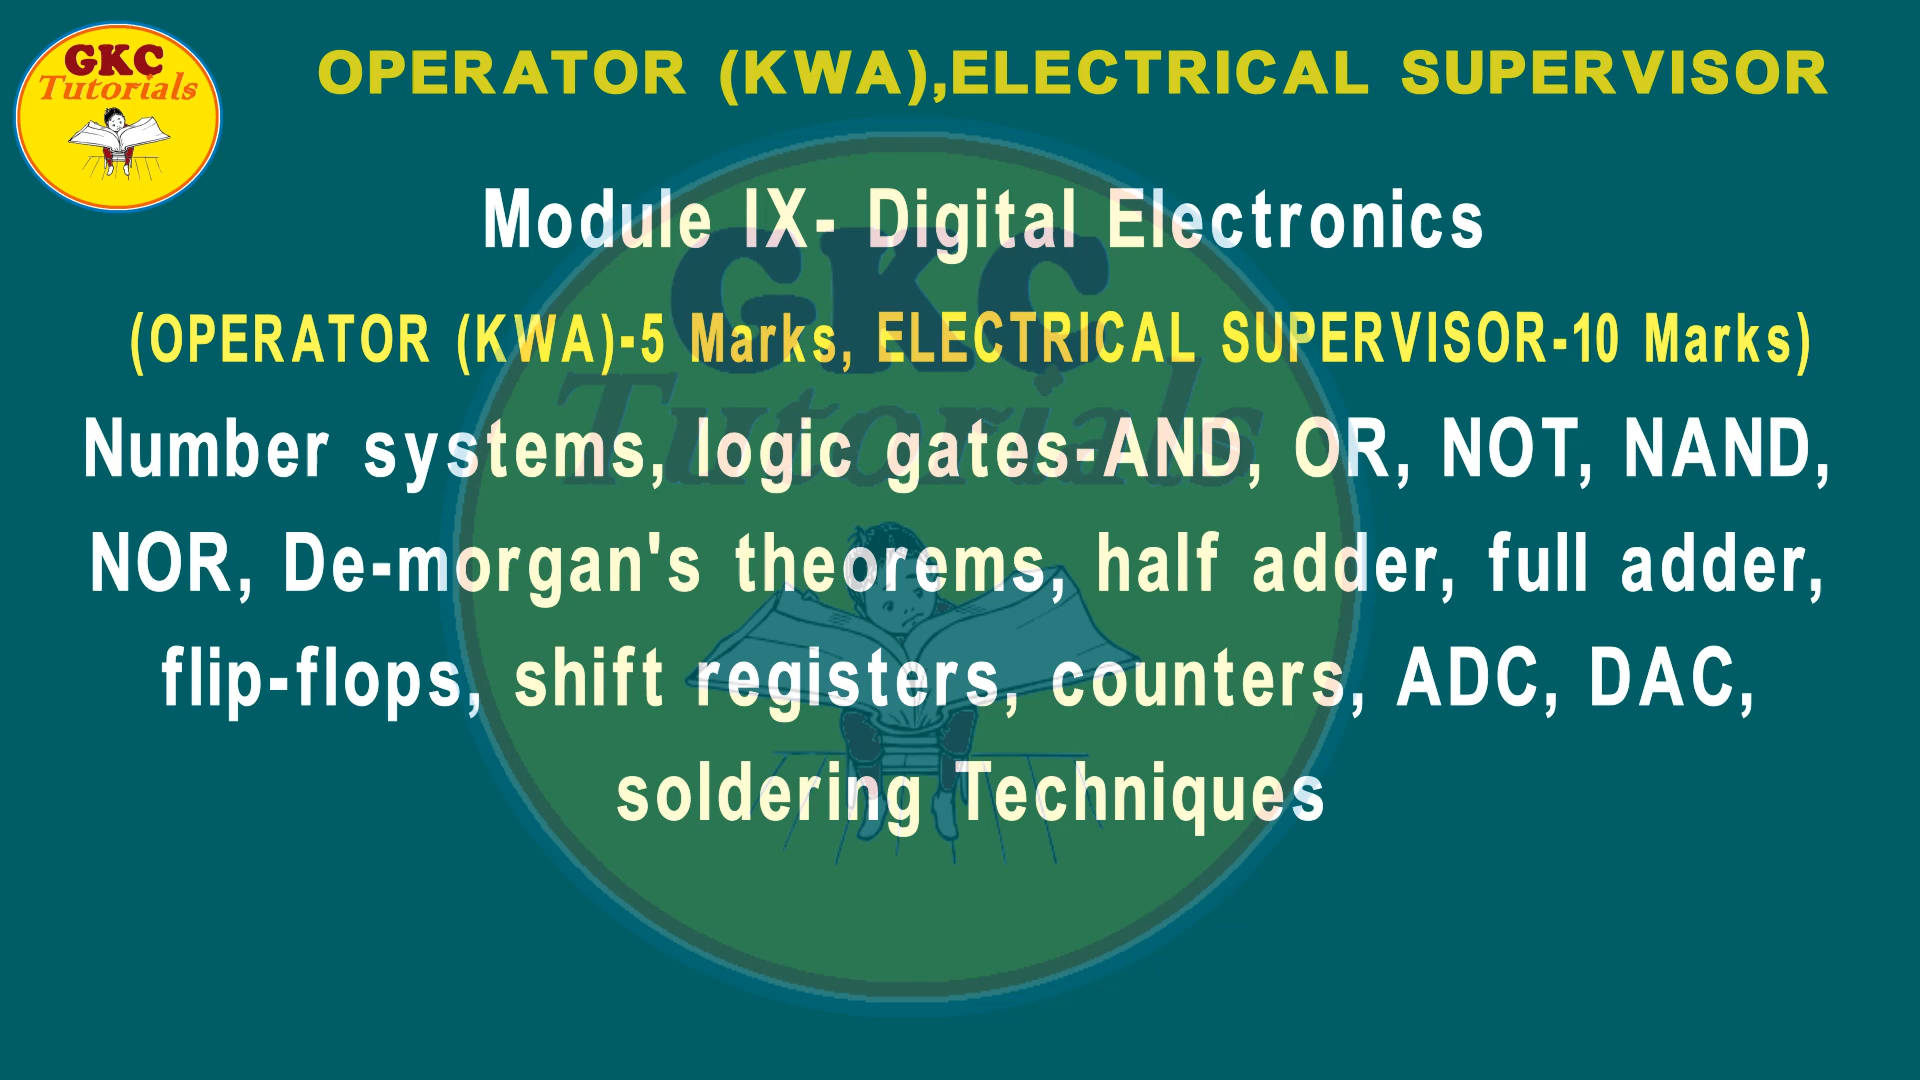 GKC
Tutorials
OPERATOR (KWA),ELECTRICAL SUPERVISOR
Module IX- Digital Electronics
(OPERATOR (KWA)-5 Marks, ELECTRICAL SUPERVISOR-10 Marks)
Number systems, logic gates-AND, OR, NOT, NAND,
NOR, De-morgan's theorems, half adder, full adder,
flip-flops, shift registers, counters, ADC, DAC,
soldering Techniques
GKC
Tutorials